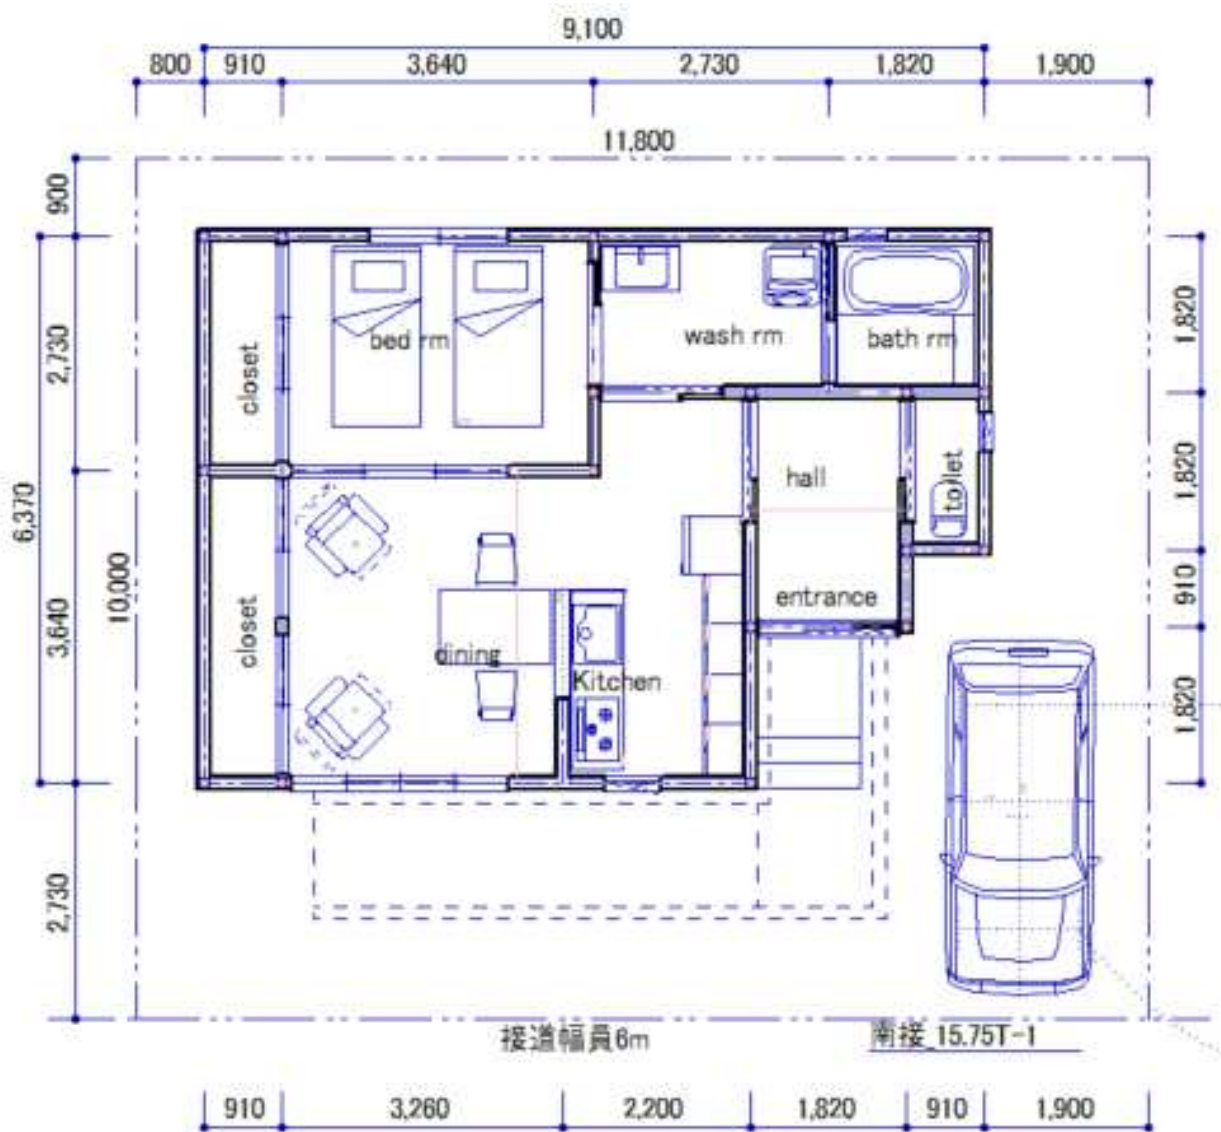 9,100
800 910 3,640 2,730 1,820 1,900
11,800
900
2,730
6,370
10,000
3,640
2,730
1,820
1,820
910
1,820
closet
bed rm
wash rm
bath rm
hall
toilet
entrance
closet
dining
Kitchen
接道幅員6m
南接_15.75T-1
910 3,260 2,200 1,820 910 1,900